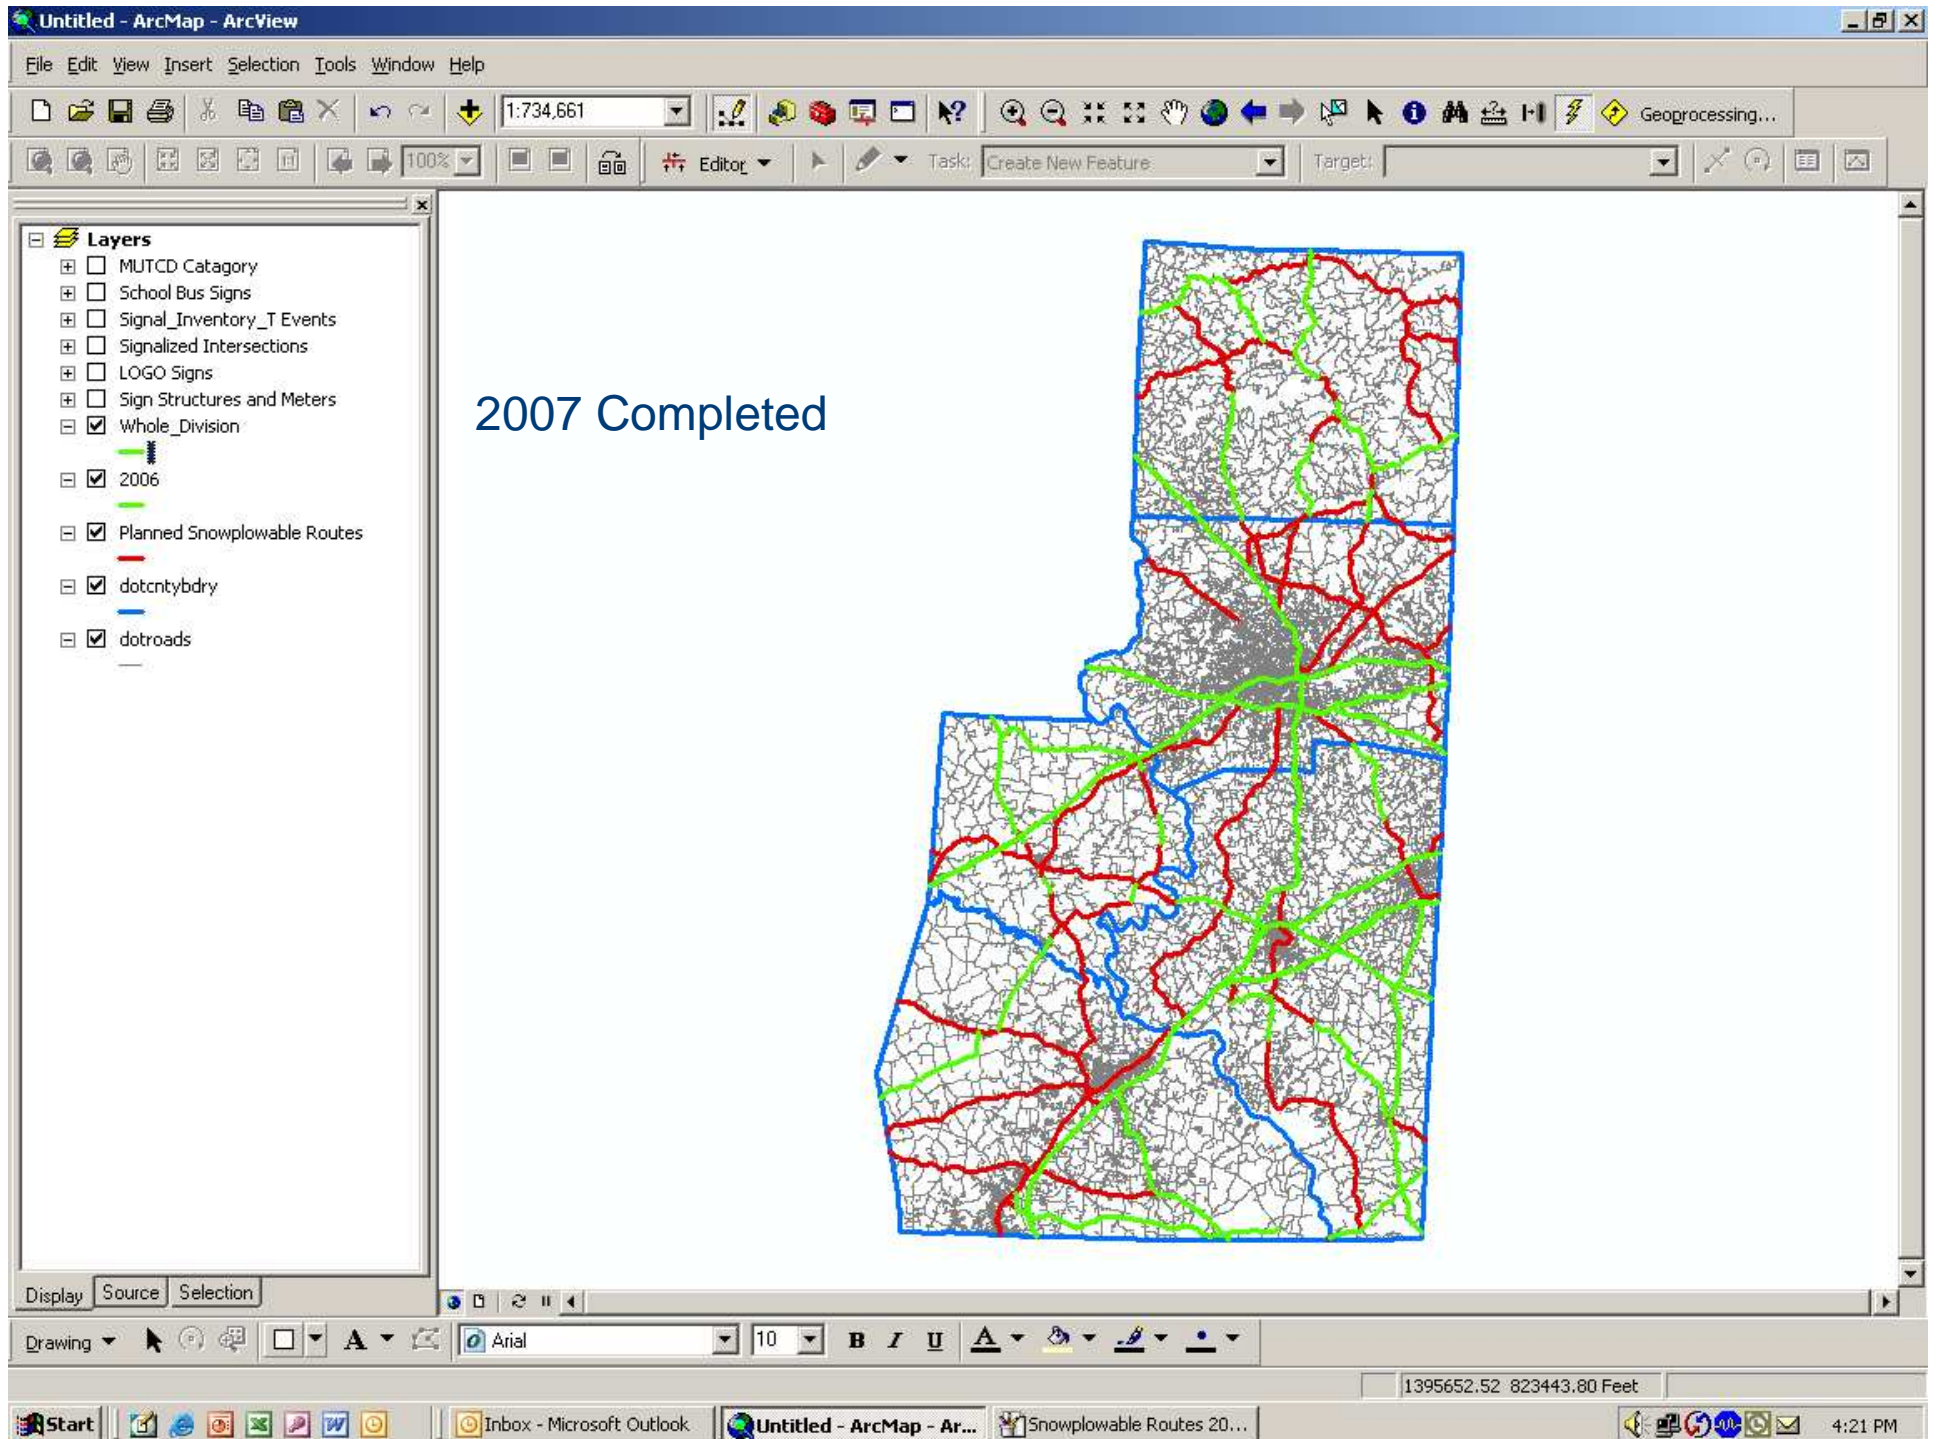 Untitled - ArcMap - ArcView
File Edit View Insert Selection Tools Window Help
1:734,661
Geoprocessing...
100%
Editor
Task:
Create New Feature
Target:
Layers
MUTCD Catagory
School Bus Signs
Signal_Inventory_T Events
Signalized Intersections
LOGO Signs
Sign Structures and Meters
Whole_Division
2006
Planned Snowplowable Routes
dotcntybdry
dotroads
2007 Completed
Display Source Selection
Drawing
A
Arial
10
B I U A
1395652.52 823443.80 Feet
Start
Inbox - Microsoft Outlook
Untitled - ArcMap - Ar...
Snowplowable Routes 20...
4:21 PM